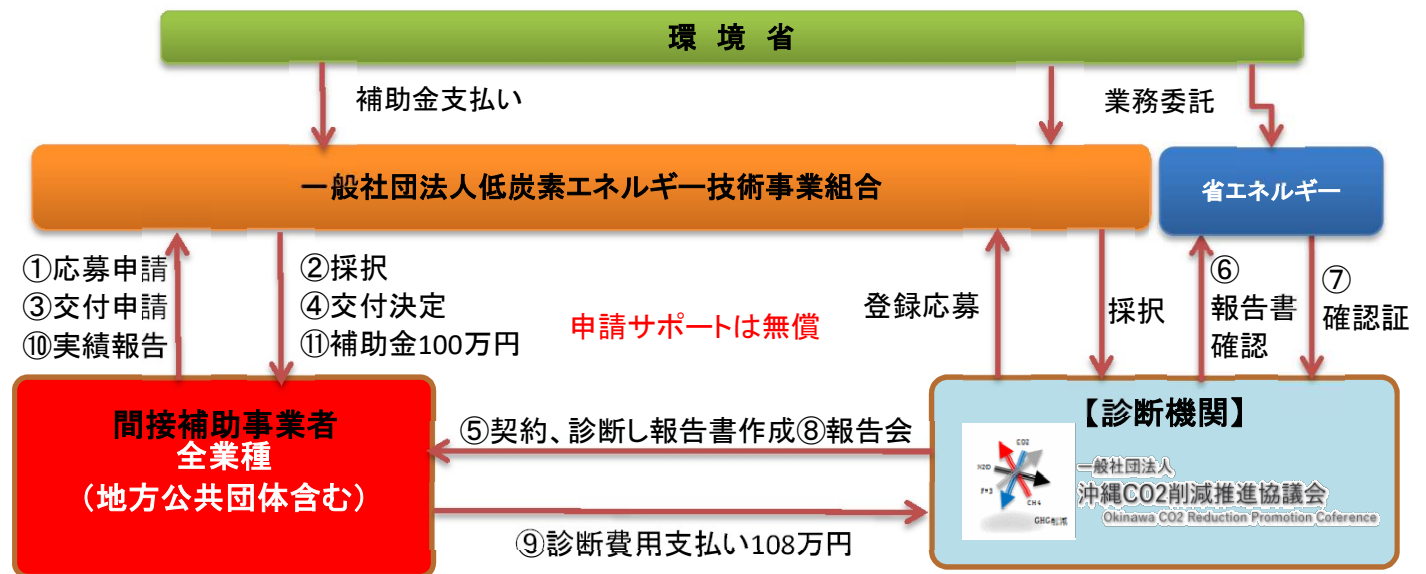 環 境 省
補助金支払い
業務委託
一般社団法人低炭素エネルギー技術事業組合
省エネルギー
①応募申請
③交付申請
⑩実績報告
②採択
④交付決定
⑪補助金100万円
申請サポートは無償
登録応募
採択
⑥
報告書
確認
⑦
確認証
間接補助事業者
全業種
（地方公共団体含む）
⑤契約、診断し報告書作成⑧報告会
⑨診断費用支払い108万円
【診断機関】
CO2
N2O
F*3
CH4
GHG削減
一般社団法人
沖縄CO2削減推進協議会
Okinawa CO2 Reduction Promotion Coference